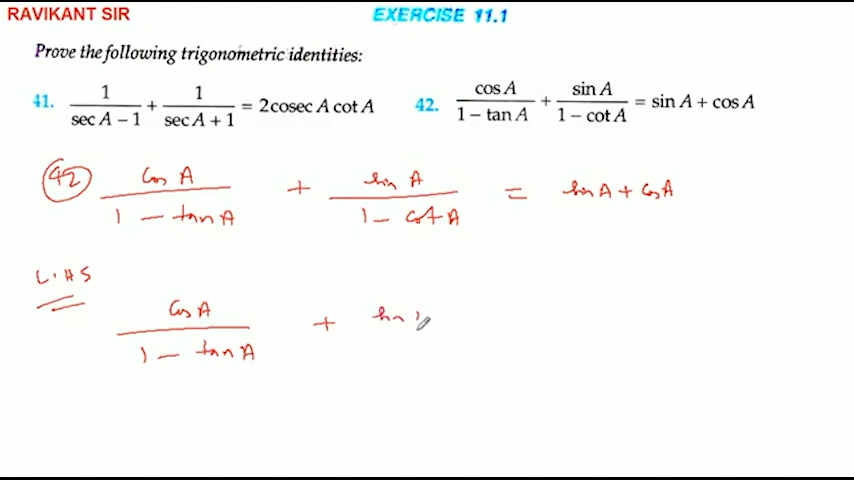 RAVIKANT SIR
EXERCISE 11.1
Prove the following trigonometric identities:
41. 1/(sec A − 1) + 1/(sec A + 1) = 2cosec A cot A
42. cos A/(1 − tan A) + sin A/(1 − cot A) = sin A + cos A
42 cos A/(1 − tan A) + sin A/(1 − cot A) = sin A + cos A
L.H.S
cos A/(1 − tan A) + sin